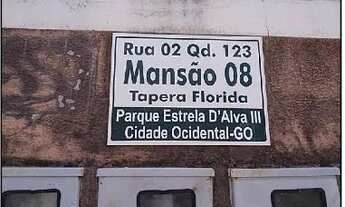 Rua 02 Qd. 123
Mansão 08
Tapera Florida
Parque Estrela D'Alva III
Cidade Ocidental-GO